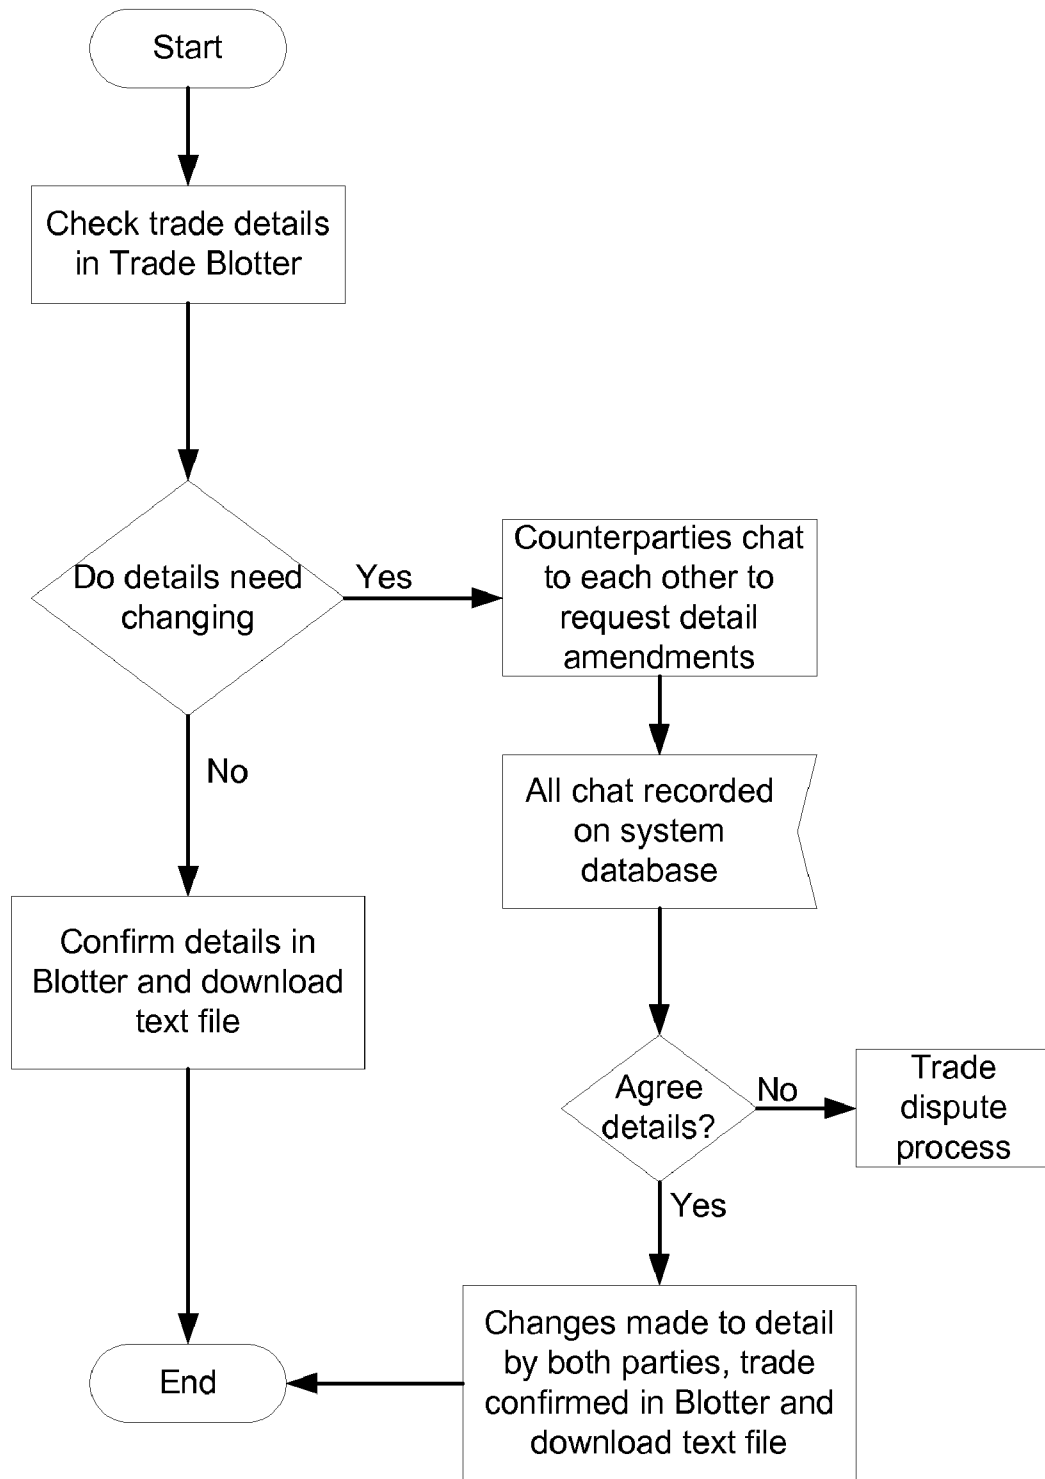 Start
Check trade details
in Trade Blotter
Do details need
changing
Yes
Counterparties chat
to each other to
request detail
amendments
No
All chat recorded
on system
database
Confirm details in
Blotter and download
text file
Agree
details?
No
Trade
dispute
process
Yes
Changes made to detail
by both parties, trade
confirmed in Blotter and
download text file
End